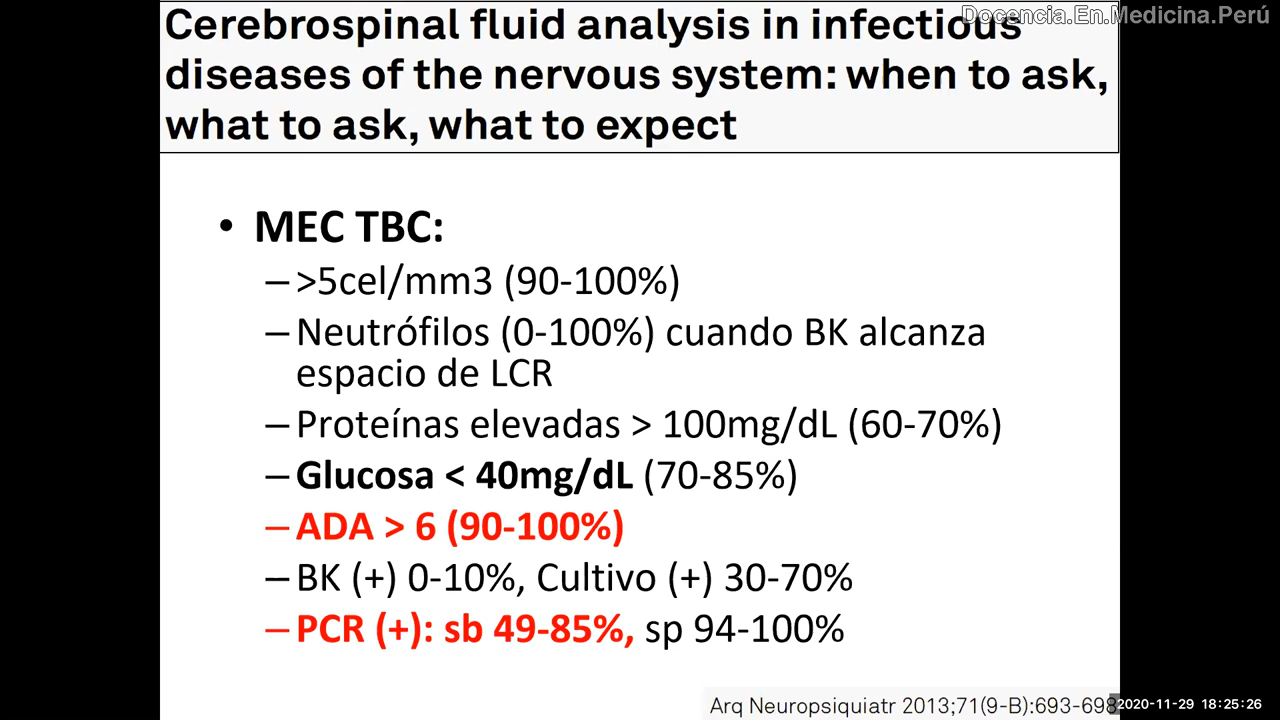 Docencia.En.Medicina.Perú
Cerebrospinal fluid analysis in infectious
diseases of the nervous system: when to ask,
what to ask, what to expect
• MEC TBC:
–>5cel/mm3 (90-100%)
–Neutrófilos (0-100%) cuando BK alcanza
espacio de LCR
–Proteínas elevadas > 100mg/dL (60-70%)
–Glucosa < 40mg/dL (70-85%)
–ADA > 6 (90-100%)
–BK (+) 0-10%, Cultivo (+) 30-70%
–PCR (+): sb 49-85%, sp 94-100%
Arq Neuropsiquiatr 2013;71(9-B):693-698
2020-11-29 18:25:26